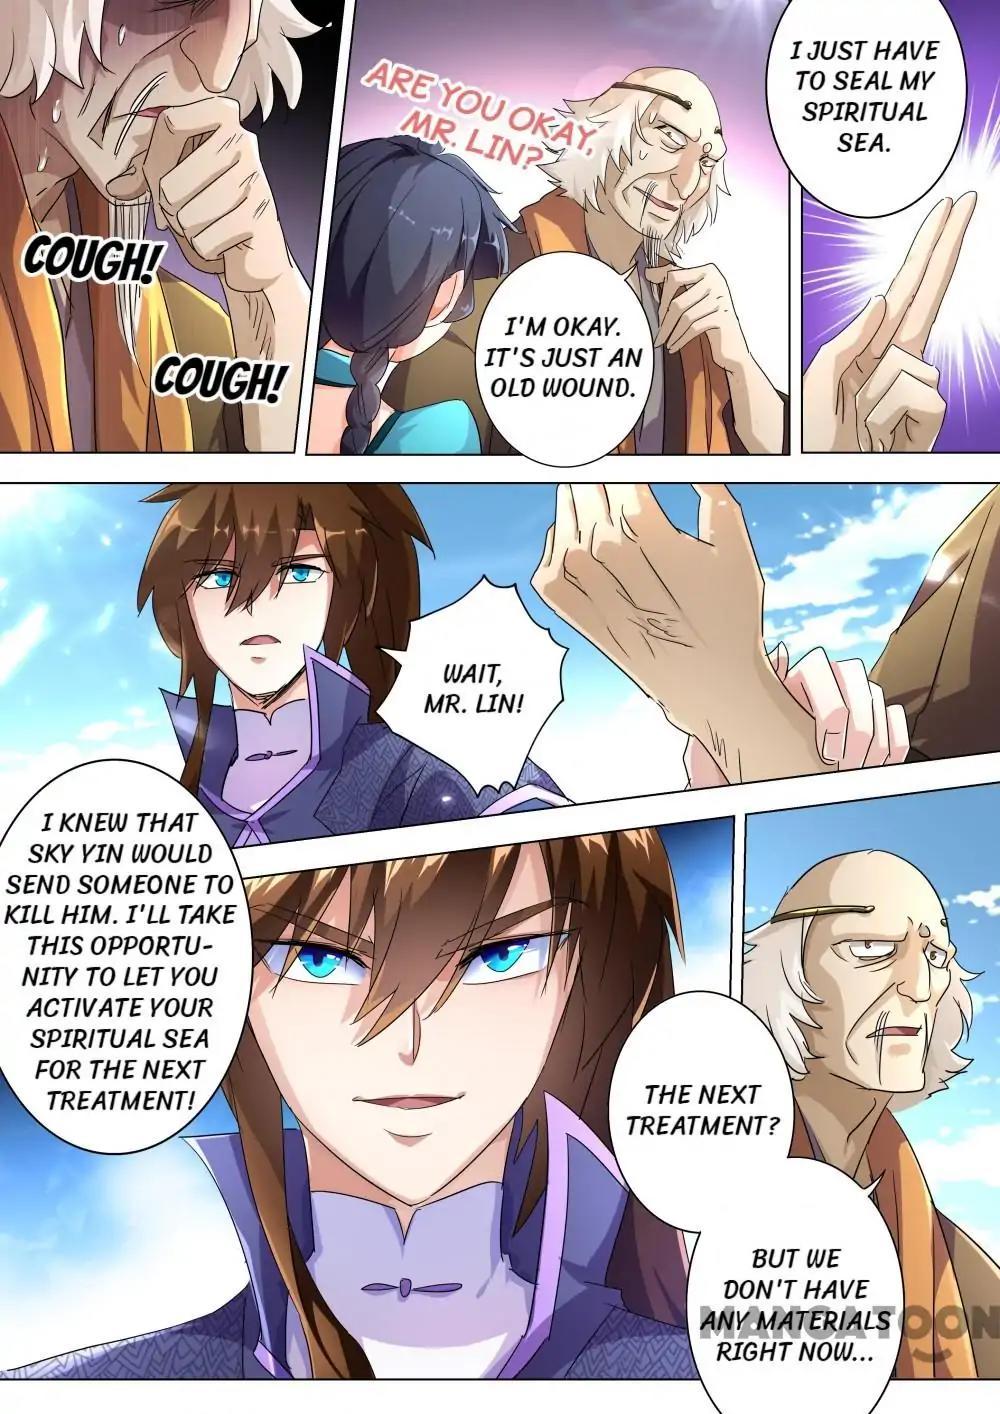 COUGH!
COUGH!
ARE YOU OKAY,
MR. LIN?
I'M OKAY.
IT'S JUST AN
OLD WOUND.
I JUST HAVE
TO SEAL MY
SPIRITUAL
SEA.
WAIT,
MR. LIN!
I KNEW THAT
SKY YIN WOULD
SEND SOMEONE TO
KILL HIM. I'LL TAKE
THIS OPPORTU-
NITY TO LET YOU
ACTIVATE YOUR
SPIRITUAL SEA
FOR THE NEXT
TREATMENT!
THE NEXT
TREATMENT?
BUT WE
DON'T HAVE
ANY MATERIALS
RIGHT NOW...
MANGATOON